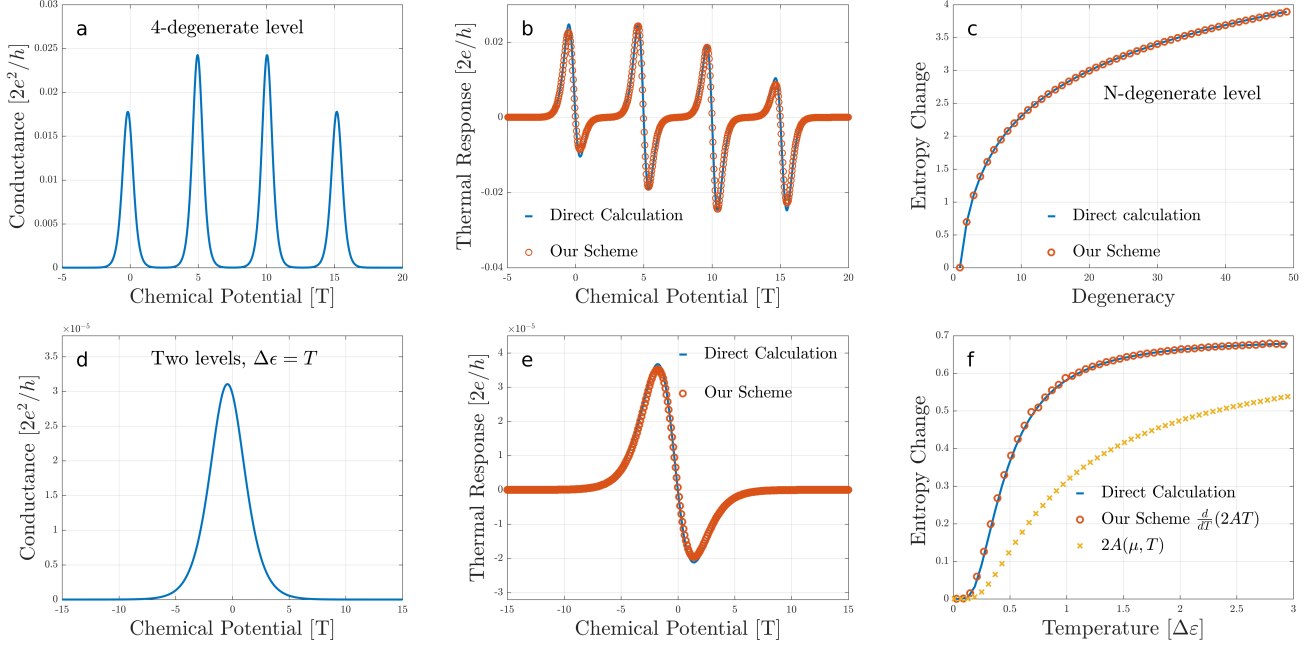 a
4-degenerate level
Conductance [2e²/h]
0.03
0.025
0.02
0.015
0.01
0.005
0
-5
0
5
10
15
20
Chemical Potential [T]
b
Thermal Response [2e/h]
0.02
0
-0.02
-0.04
Direct Calculation
Our Scheme
-5
0
5
10
15
20
Chemical Potential [T]
c
Entropy Change
4
3.5
3
2.5
2
1.5
1
0.5
0
N-degenerate level
Direct calculation
Our Scheme
0
10
20
30
40
50
Degeneracy
×10⁻⁵
d
Two levels, Δϵ = T
Conductance [2e²/h]
3.5
3
2.5
2
1.5
1
0.5
0
-15
-10
-5
0
5
10
15
Chemical Potential [T]
×10⁻⁵
e
Thermal Response [2e/h]
4
3
2
1
0
-1
-2
-3
Direct Calculation
Our Scheme
-15
-10
-5
0
5
10
15
Chemical Potential [T]
f
Entropy Change
0.7
0.6
0.5
0.4
0.3
0.2
0.1
0
Direct Calculation
Our Scheme d/dT(2AT)
2A(μ, T)
0
0.5
1
1.5
2
2.5
3
Temperature [Δε]